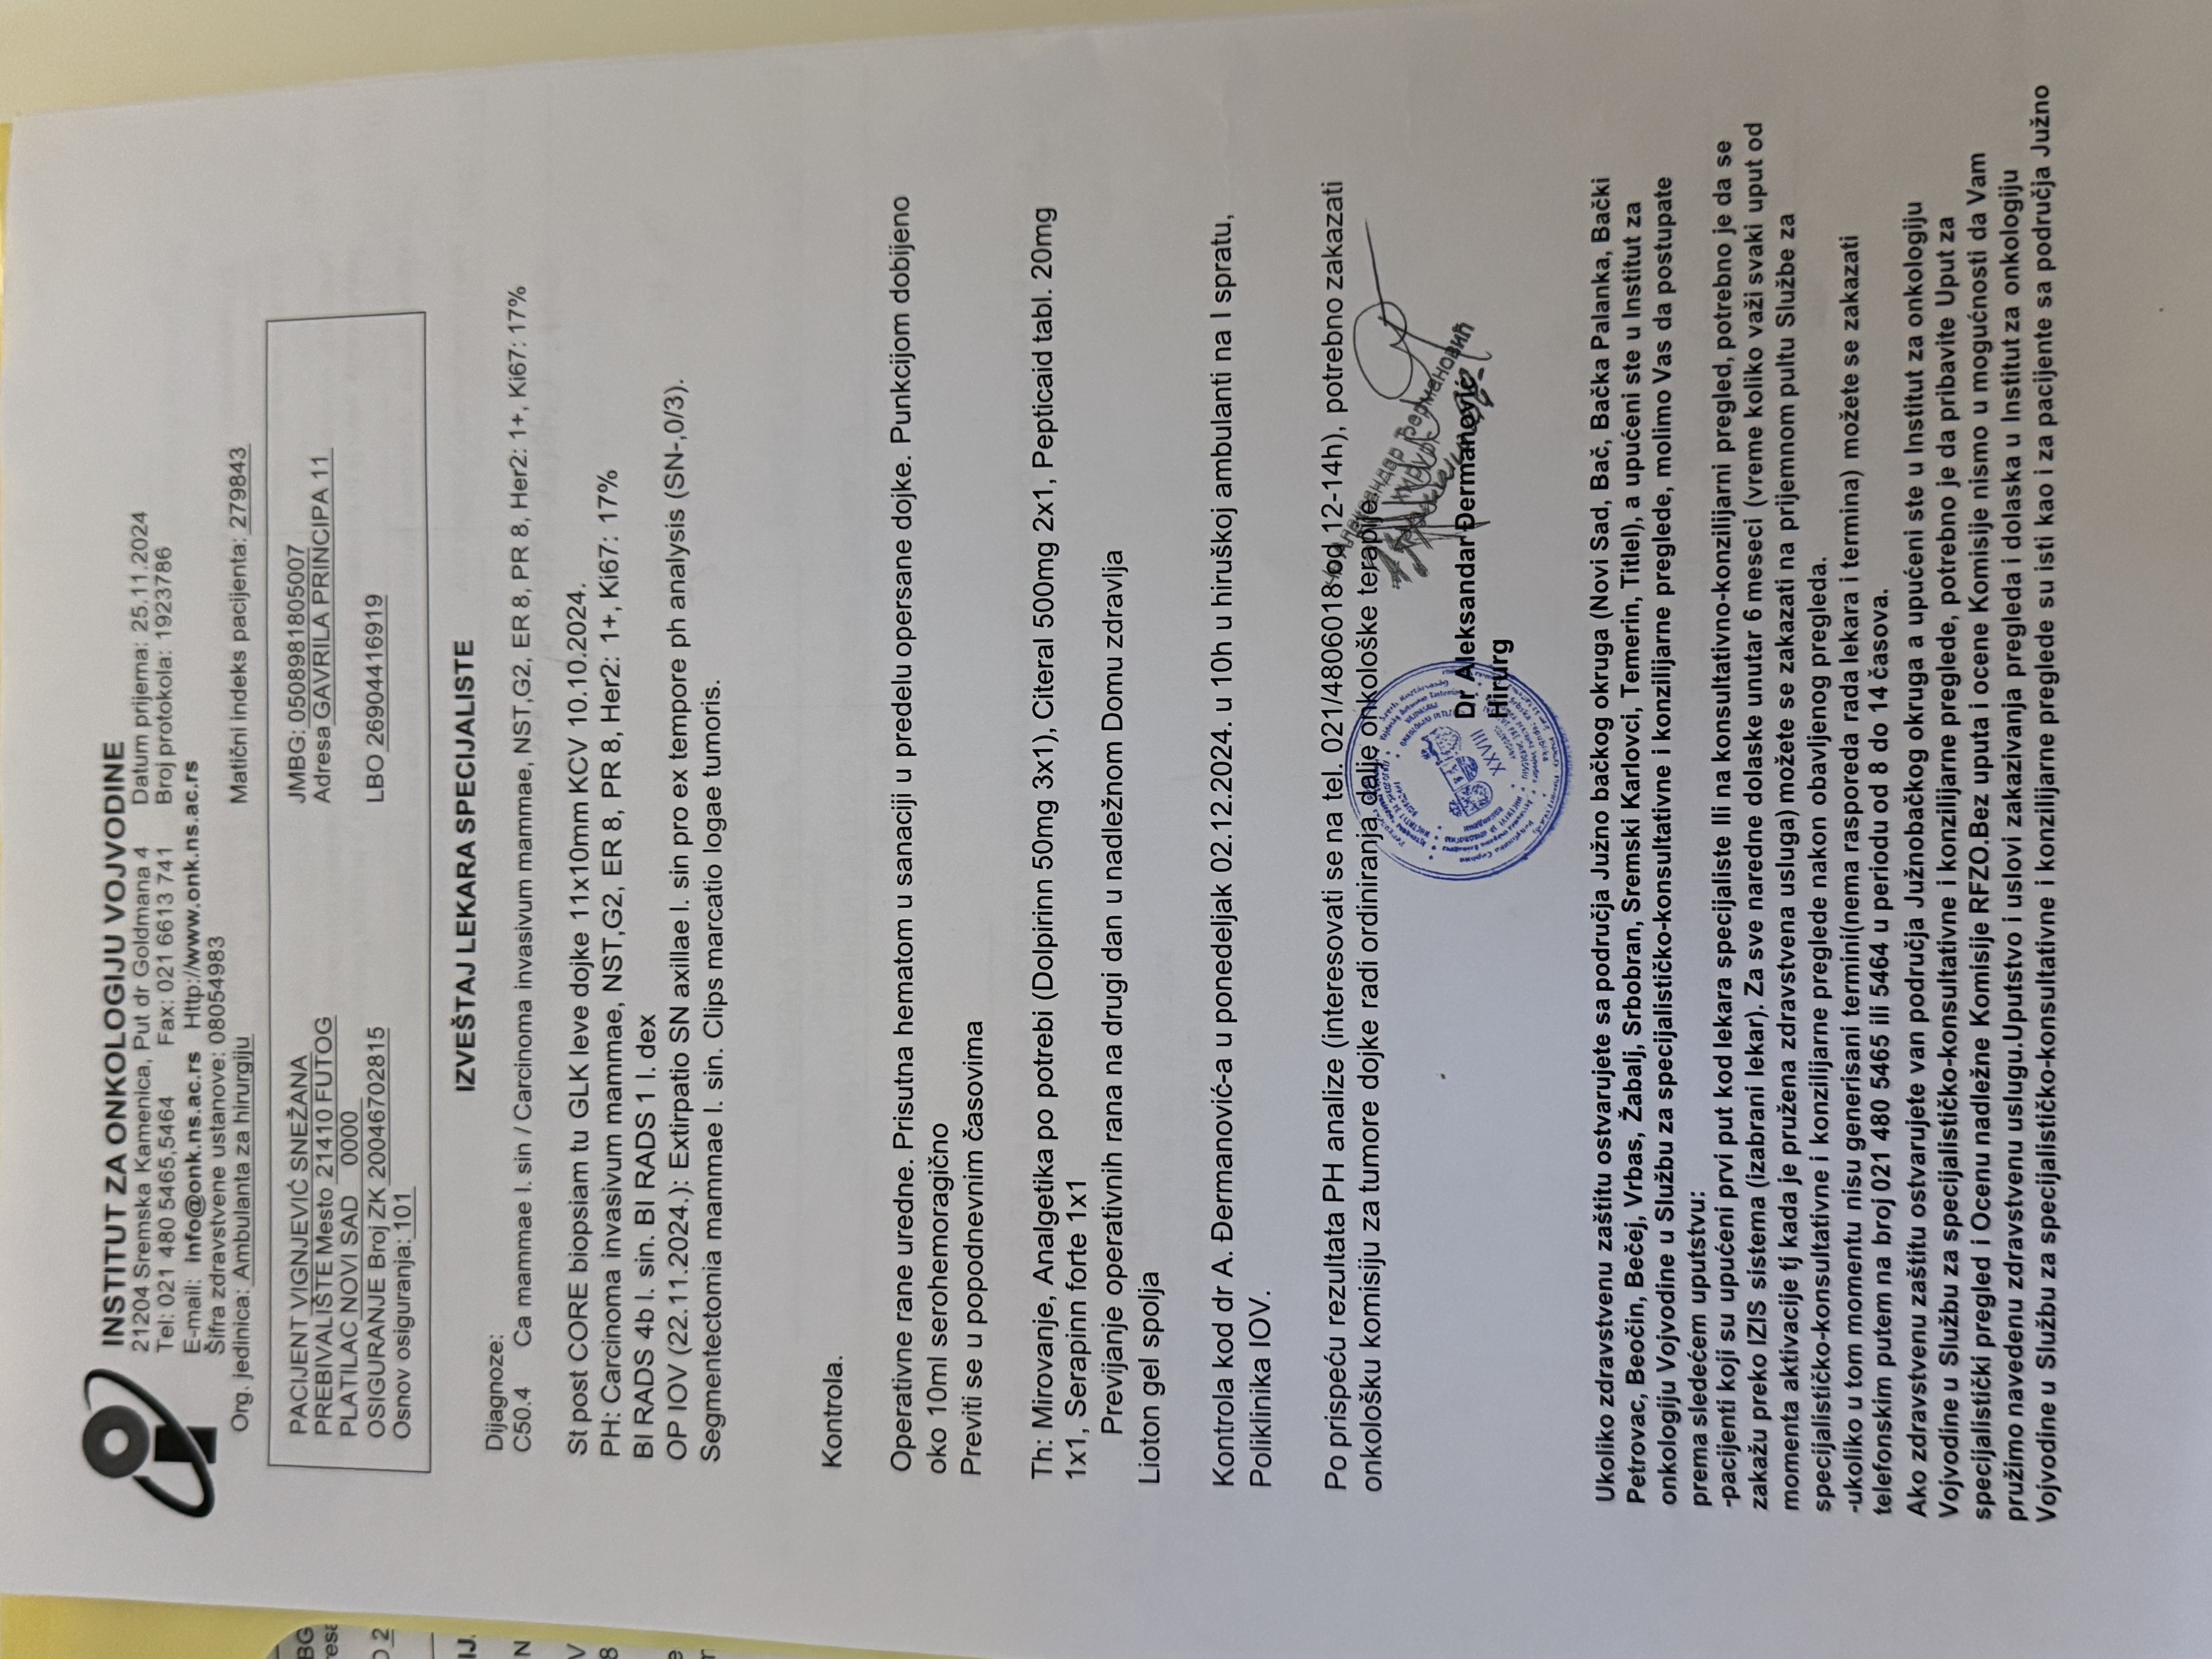 INSTITUT ZA ONKOLOGIJU VOJVODINE
21204 Sremska Kamenica, Put dr Goldmana 4 Datum prijema: 25.11.2024
Tel: 021 480 5465,5464 Fax: 021 6613 741 Broj protokola: 1923786
E-mail: info@onk.ns.ac.rs Http://www.onk.ns.ac.rs
Šifra zdravstvene ustanove: 08054983
Org. jedinica: Ambulanta za hirurgiju Matični indeks pacijenta: 279843
PACIJENT VIGNJEVIĆ SNEŽANA JMBG: 0508981805007
PREBIVALIŠTE Mesto 21410 FUTOG Adresa GAVRILA PRINCIPA 11
PLATILAC NOVI SAD 0000
OSIGURANJE Broj ZK 20046702815 LBO 26904416919
Osnov osiguranja: 101
IZVEŠTAJ LEKARA SPECIJALISTE
Dijagnoze:
C50.4 Ca mammae l. sin / Carcinoma invasivum mammae, NST,G2, ER 8, PR 8, Her2: 1+, Ki67: 17%
St post CORE biopsiam tu GLK leve dojke 11x10mm KCV 10.10.2024.
PH: Carcinoma invasivum mammae, NST,G2, ER 8, PR 8, Her2: 1+, Ki67: 17%
BI RADS 4b l. sin. BI RADS 1 l. dex
OP IOV (22.11.2024.): Extirpatio SN axillae l. sin pro ex tempore ph analysis (SN-,0/3).
Segmentectomia mammae l. sin. Clips marcatio logae tumoris.
Kontrola.
Operativne rane uredne. Prisutna hematom u sanaciji u predelu opersane dojke. Punkcijom dobijeno
oko 10ml serohemoragično
Previti se u popodnevnim časovima
Th: Mirovanje, Analgetika po potrebi (Dolpirinn 50mg 3x1), Citeral 500mg 2x1, Pepticaid tabl. 20mg
1x1, Serapinn forte 1x1
Previjanje operativnih rana na drugi dan u nadležnom Domu zdravlja
Lioton gel spolja
Kontrola kod dr A. Đermanović-a u ponedeljak 02.12.2024. u 10h u hiruškoj ambulanti na I spratu,
Poliklinika IOV.
Po prispeću rezultata PH analize (interesovati se na tel. 021/4806018 od 12-14h), potrebno zakazati
onkološku komisiju za tumore dojke radi ordiniranja dalje onkološke terapije
Александар Ђермановић
хирург
XXVIII
Dr Aleksandar Đermanović
Hirurg
Ukoliko zdravstvenu zaštitu ostvarujete sa područja Južno bačkog okruga (Novi Sad, Bač, Bačka Palanka, Bački
Petrovac, Beočin, Bečej, Vrbas, Žabalj, Srbobran, Sremski Karlovci, Temerin, Titlel), a upućeni ste u Institut za
onkologiju Vojvodine u Službu za specijalističko-konsultativne i konzilijarne preglede, molimo Vas da postupate
prema sledećem uputstvu:
-pacijenti koji su upućeni prvi put kod lekara specijaliste Ili na konsultativno-konzilijarni pregled, potrebno je da se
zakažu preko IZIS sistema (izabrani lekar). Za sve naredne dolaske unutar 6 meseci (vreme koliko važi svaki uput od
momenta aktivacije tj kada je pružena zdravstvena usluga) možete se zakazati na prijemnom pultu Službe za
specijalističko-konsultativne i konzilijarne preglede nakon obavljenog pregleda.
-ukoliko u tom momentu nisu generisani termini(nema rasporeda rada lekara i termina) možete se zakazati
telefonskim putem na broj 021 480 5465 ili 5464 u periodu od 8 do 14 časova.
Ako zdravstvenu zaštitu ostvarujete van područja Južnobačkog okruga a upućeni ste u Institut za onkologiju
Vojvodine u Službu za specijalističko-konsultativne i konzilijarne preglede, potrebno je da pribavite Uput za
specijalistički pregled i Ocenu nadležne Komisije RFZO.Bez uputa i ocene Komisije nismo u mogućnosti da Vam
pružimo navedenu zdravstvenu uslugu.Uputstvo i uslovi zakazivanja pregleda i dolaska u Institut za onkologiju
Vojvodine u Službu za specijalističko-konsultativne i konzilijarne preglede su isti kao i za pacijente sa područja Južno